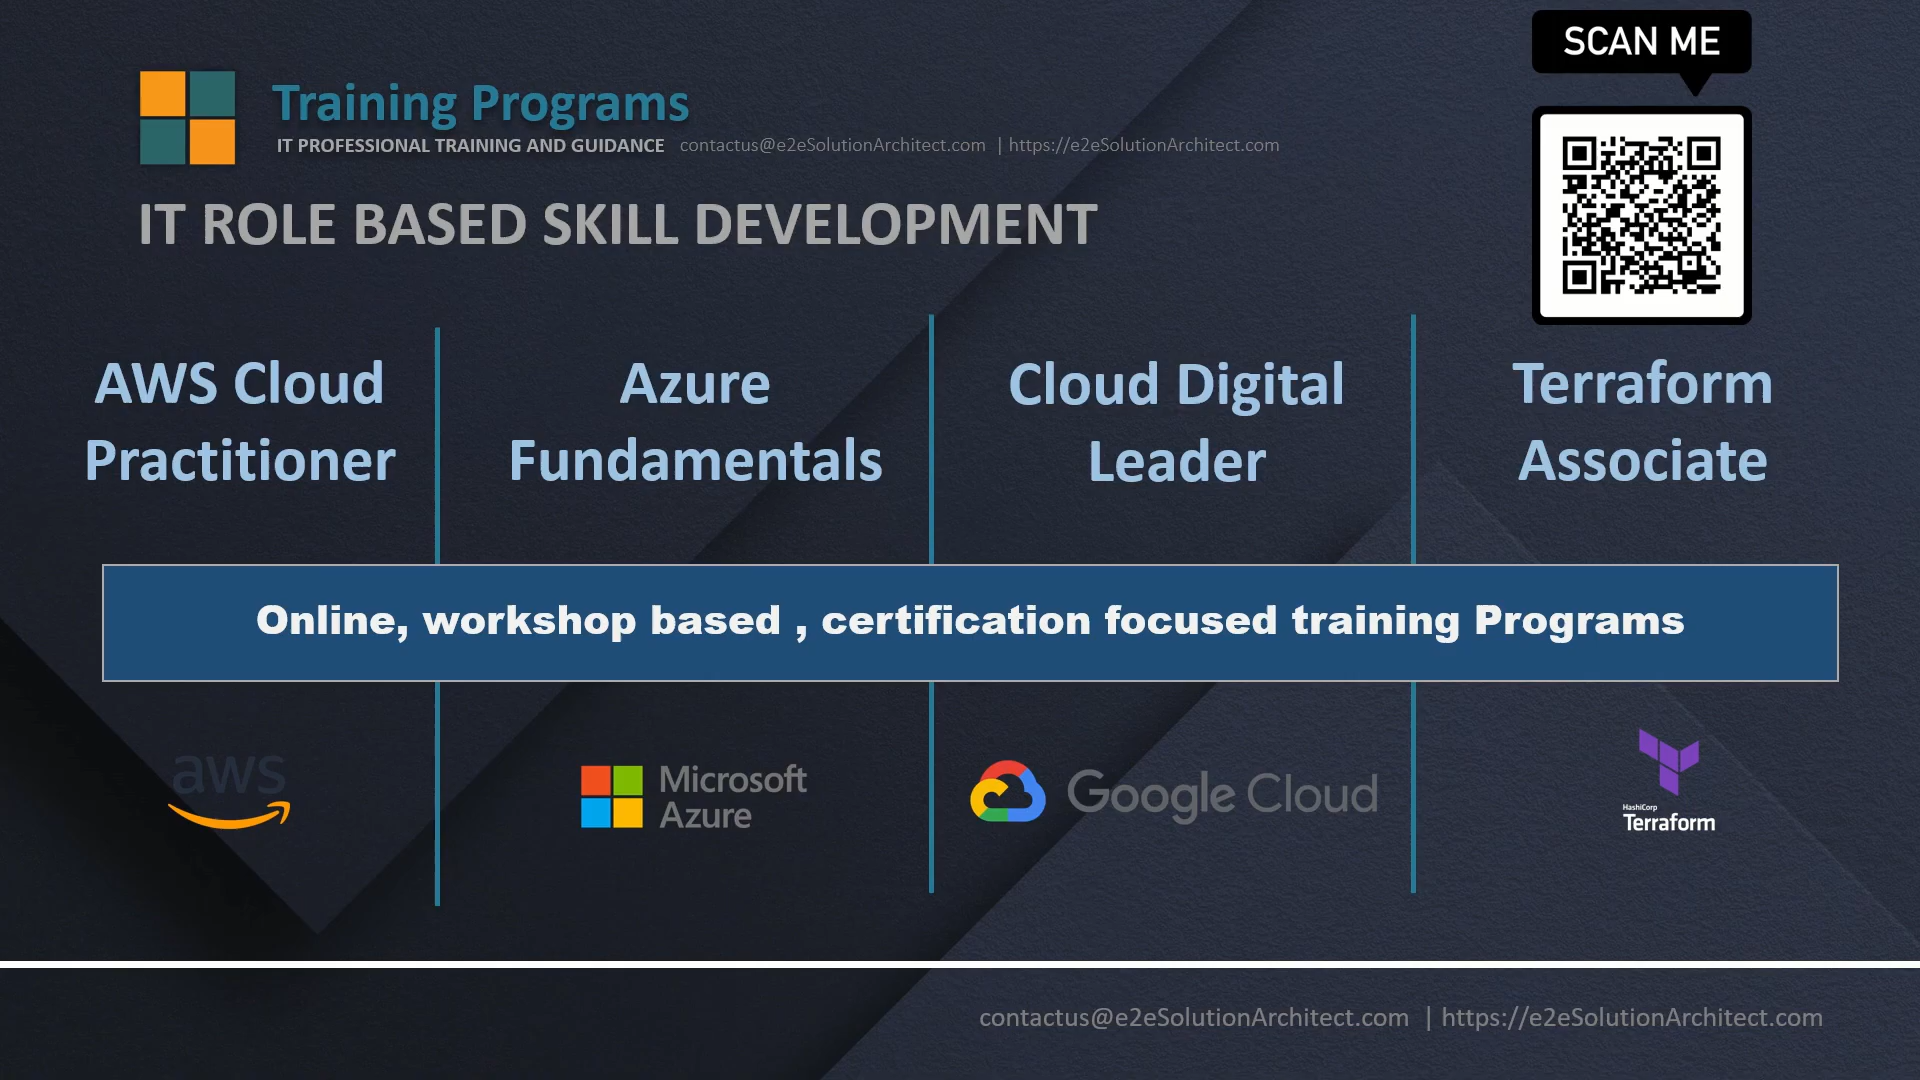 SCAN ME
Training Programs
IT PROFESSIONAL TRAINING AND GUIDANCE contactus@e2eSolutionArchitect.com | https://e2eSolutionArchitect.com
IT ROLE BASED SKILL DEVELOPMENT
AWS Cloud
Practitioner
Azure
Fundamentals
Cloud Digital
Leader
Terraform
Associate
Online, workshop based , certification focused training Programs
aws
Microsoft
Azure
Google Cloud
HashiCorp
Terraform
contactus@e2eSolutionArchitect.com | https://e2eSolutionArchitect.com